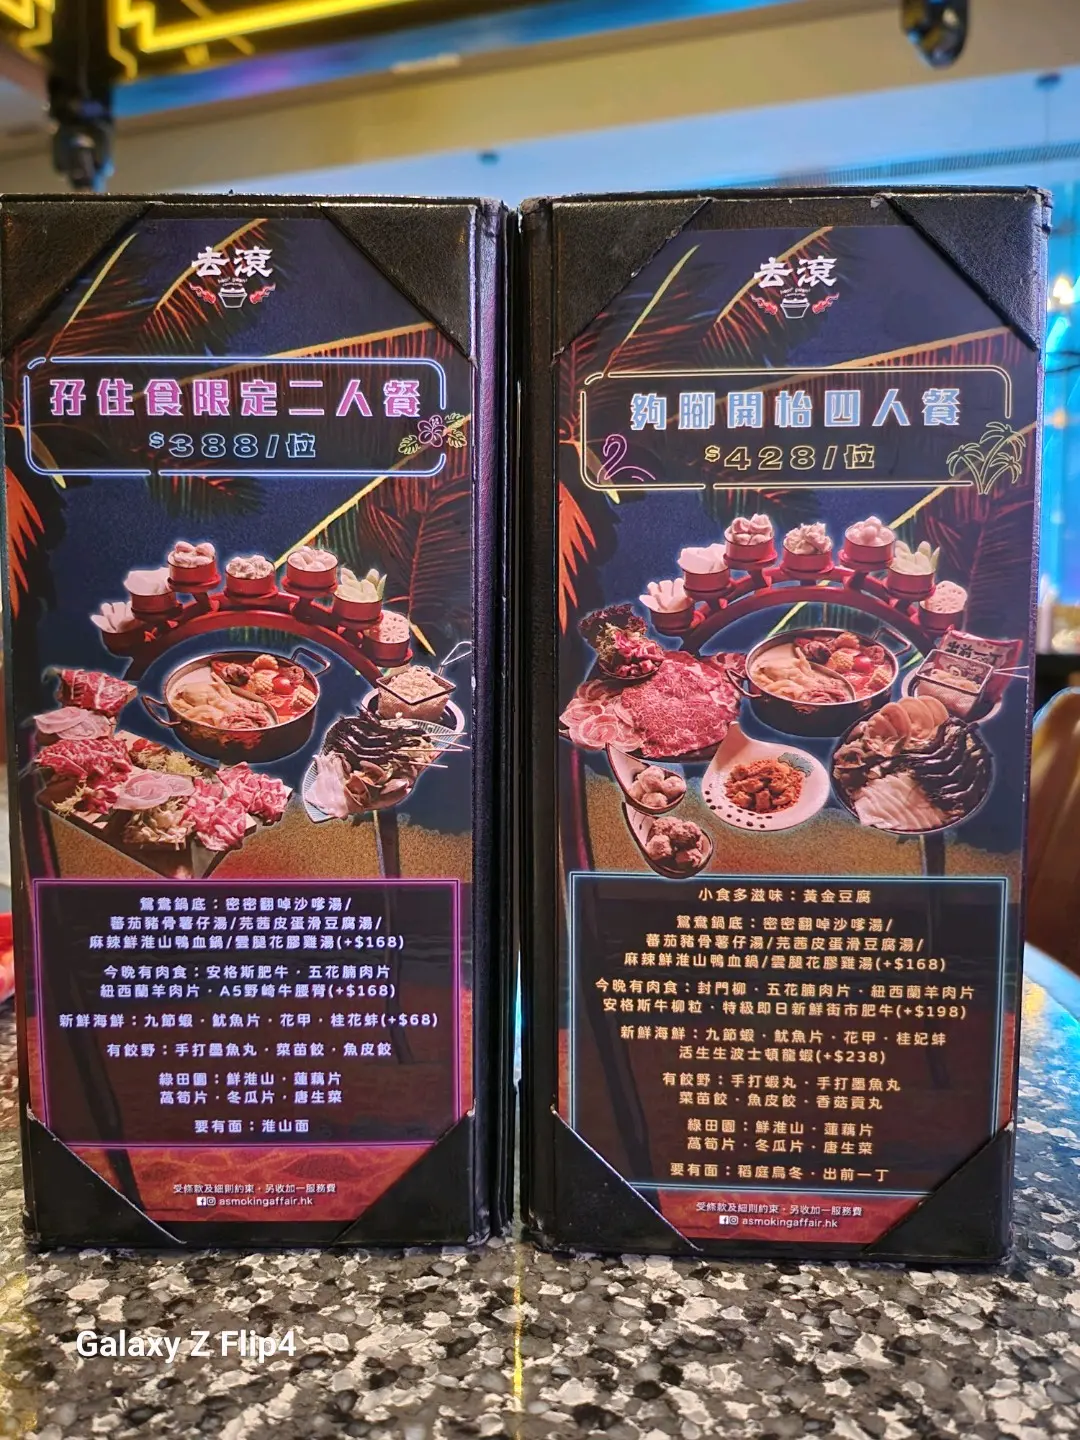 去滾
孖住食限定二人餐
$388/位
鴛鴦鍋底：密密翻啅沙嗲湯/
蕃茄豬骨薯仔湯/芫茜皮蛋滑豆腐湯/
麻辣鮮淮山鴨血鍋/雲腿花膠雞湯(+$168)
今晚有肉食：安格斯肥牛·五花腩肉片
紐西蘭羊肉片·A5野崎牛腰脊(+$168)
新鮮海鮮：九節蝦·魷魚片·花甲·桂花蚌(+$68)
有餃野：手打墨魚丸·菜苗餃·魚皮餃
綠田園：鮮淮山·蓮藕片
萵筍片·冬瓜片·唐生菜
要有面：淮山面
受條款及細則約束·另收加一服務費
asmokingaffair.hk
去滾
夠腳開枱四人餐
$428/位
小食多滋味：黃金豆腐
鴛鴦鍋底：密密翻啅沙嗲湯/
蕃茄豬骨薯仔湯/芫茜皮蛋滑豆腐湯/
麻辣鮮淮山鴨血鍋/雲腿花膠雞湯(+$168)
今晚有肉食：封門柳·五花腩肉片·紐西蘭羊肉片
安格斯牛柳粒·特級即日新鮮街市肥牛(+$198)
新鮮海鮮：九節蝦·魷魚片·花甲·桂妃蚌
活生生波士頓龍蝦(+$238)
有餃野：手打蝦丸·手打墨魚丸
菜苗餃·魚皮餃·香菇貢丸
綠田園：鮮淮山·蓮藕片
萵筍片·冬瓜片·唐生菜
要有面：稻庭烏冬·出前一丁
受條款及細則約束·另收加一服務費
asmokingaffair.hk
Galaxy Z Flip4